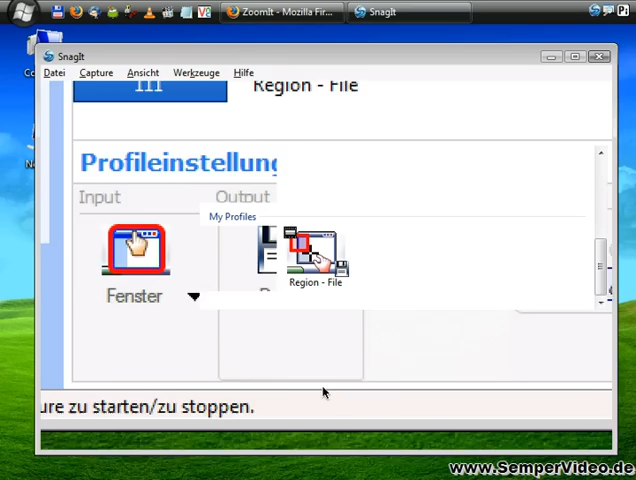 ZoomIt - Mozilla Fir...
SnagIt
SnagIt
Datei Capture Ansicht Werkzeuge Hilfe
Region - File
Profileinstellung
Input
Output
My Profiles
Region - File
Fenster
ure zu starten/zu stoppen.
www.SemperVideo.de